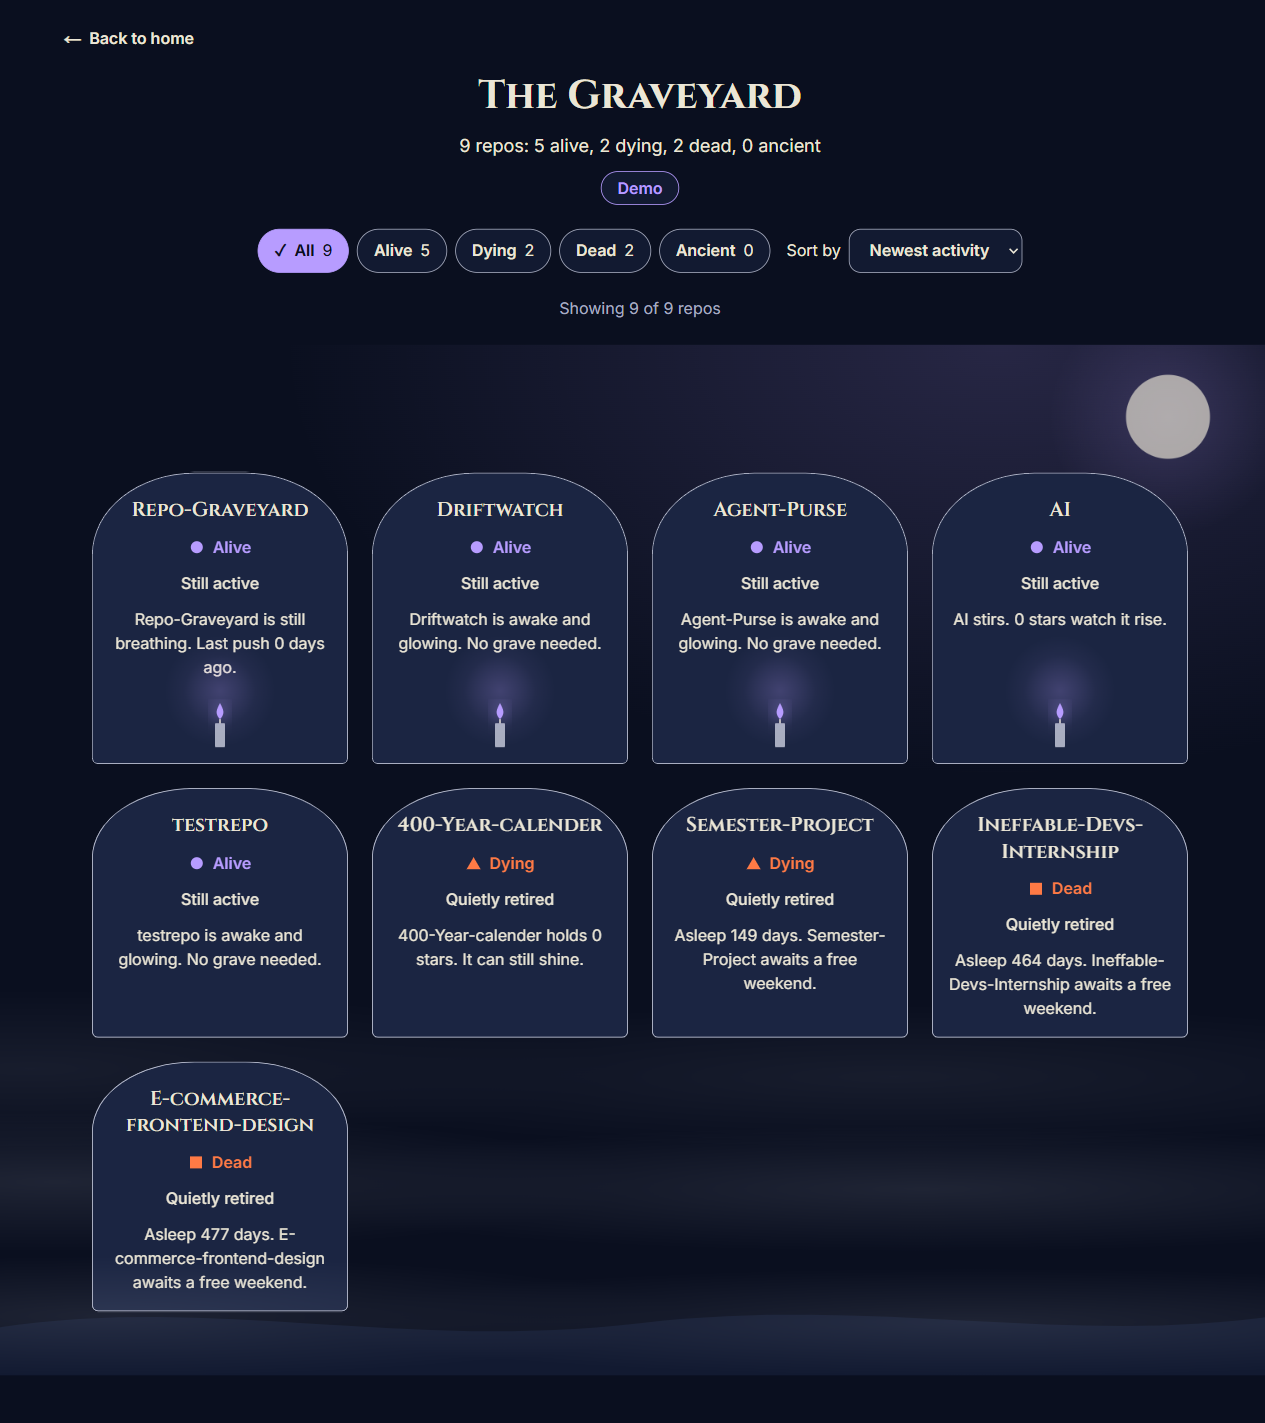 ← Back to home
The Graveyard
9 repos: 5 alive, 2 dying, 2 dead, 0 ancient
Demo
✓ All 9 Alive 5 Dying 2 Dead 2 Ancient 0 Sort by Newest activity
Showing 9 of 9 repos
Repo-Graveyard
Alive
Still active
Repo-Graveyard is still
breathing. Last push 0 days
ago.
Driftwatch
Alive
Still active
Driftwatch is awake and
glowing. No grave needed.
Agent-Purse
Alive
Still active
Agent-Purse is awake and
glowing. No grave needed.
AI
Alive
Still active
AI stirs. 0 stars watch it rise.
testrepo
Alive
Still active
testrepo is awake and
glowing. No grave needed.
400-Year-calender
Dying
Quietly retired
400-Year-calender holds 0
stars. It can still shine.
Semester-Project
Dying
Quietly retired
Asleep 149 days. Semester-
Project awaits a free
weekend.
Ineffable-Devs-
Internship
Dead
Quietly retired
Asleep 464 days. Ineffable-
Devs-Internship awaits a free
weekend.
E-commerce-
frontend-design
Dead
Quietly retired
Asleep 477 days. E-
commerce-frontend-design
awaits a free weekend.